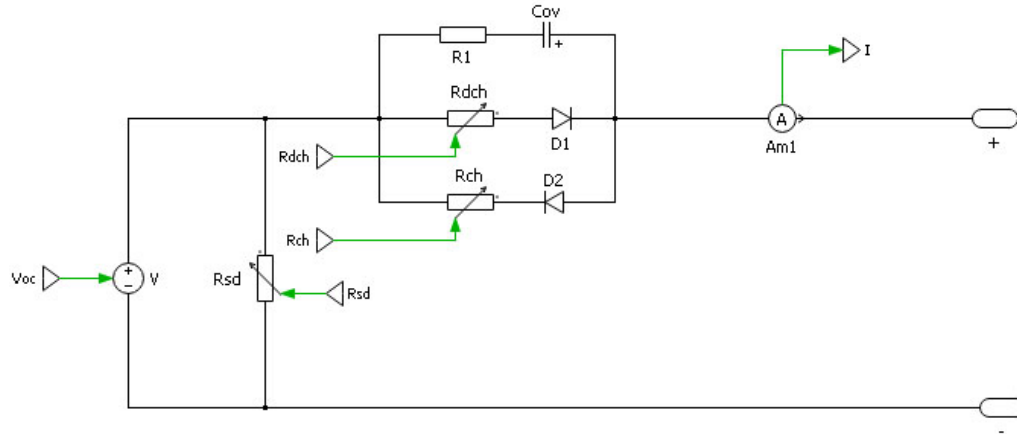 Cov
+
R1
I
Rdch
A
D1
Am1
+
Rdch
Rch
D2
Rch
Voc
+
−
V
Rsd
Rsd
-